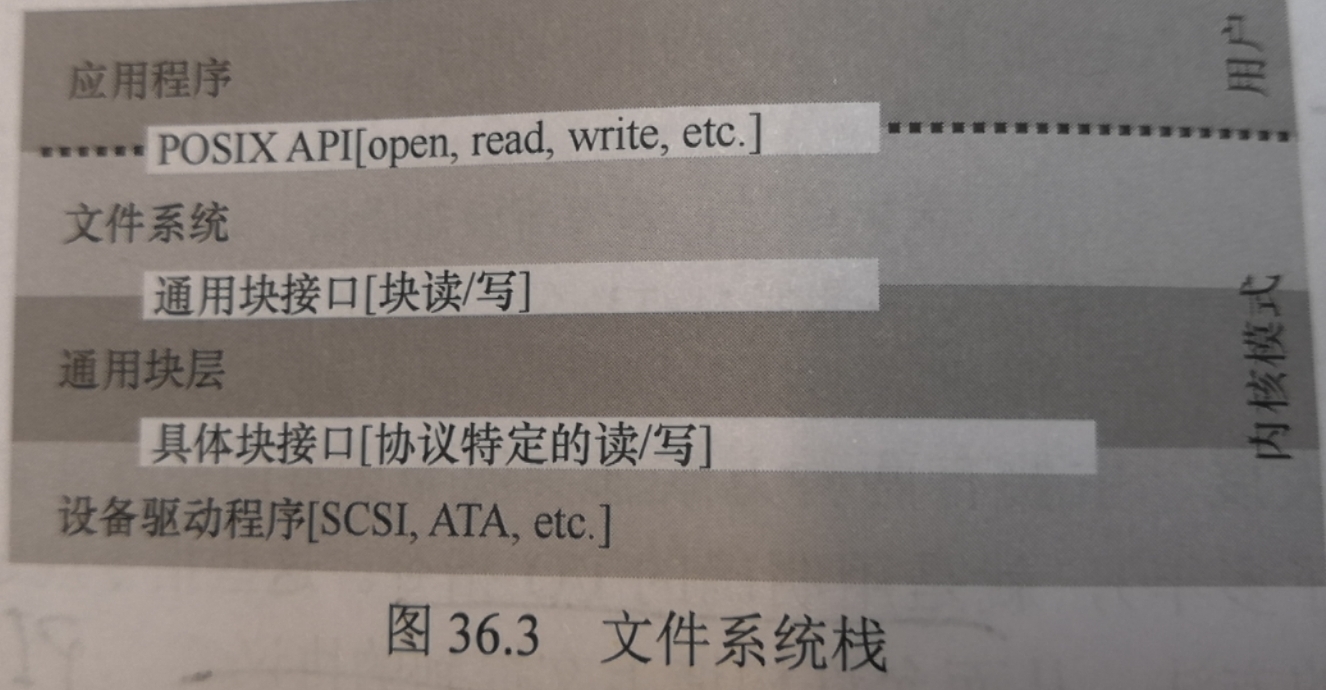 应用程序
用户
POSIX API[open, read, write, etc.]
文件系统
通用块接口[块读/写]
内核模式
通用块层
具体块接口[协议特定的读/写]
设备驱动程序[SCSI, ATA, etc.]
图 36.3 文件系统栈